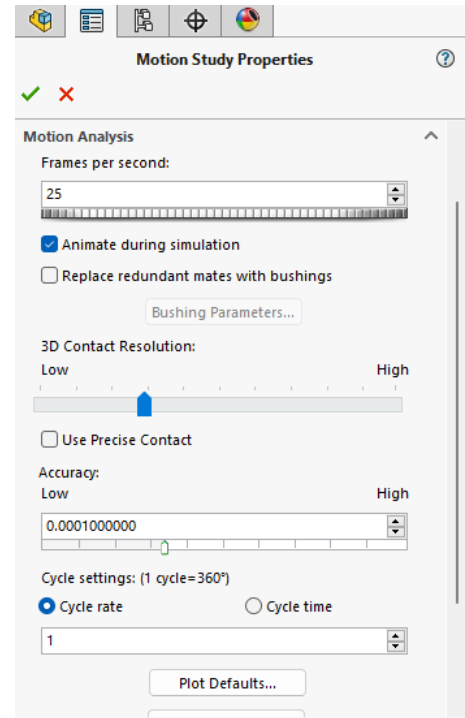 Motion Study Properties
Motion Analysis
Frames per second:
25
Animate during simulation
Replace redundant mates with bushings
Bushing Parameters...
3D Contact Resolution:
Low High
Use Precise Contact
Accuracy:
Low High
0.0001000000
Cycle settings: (1 cycle=360°)
Cycle rate Cycle time
1
Plot Defaults...